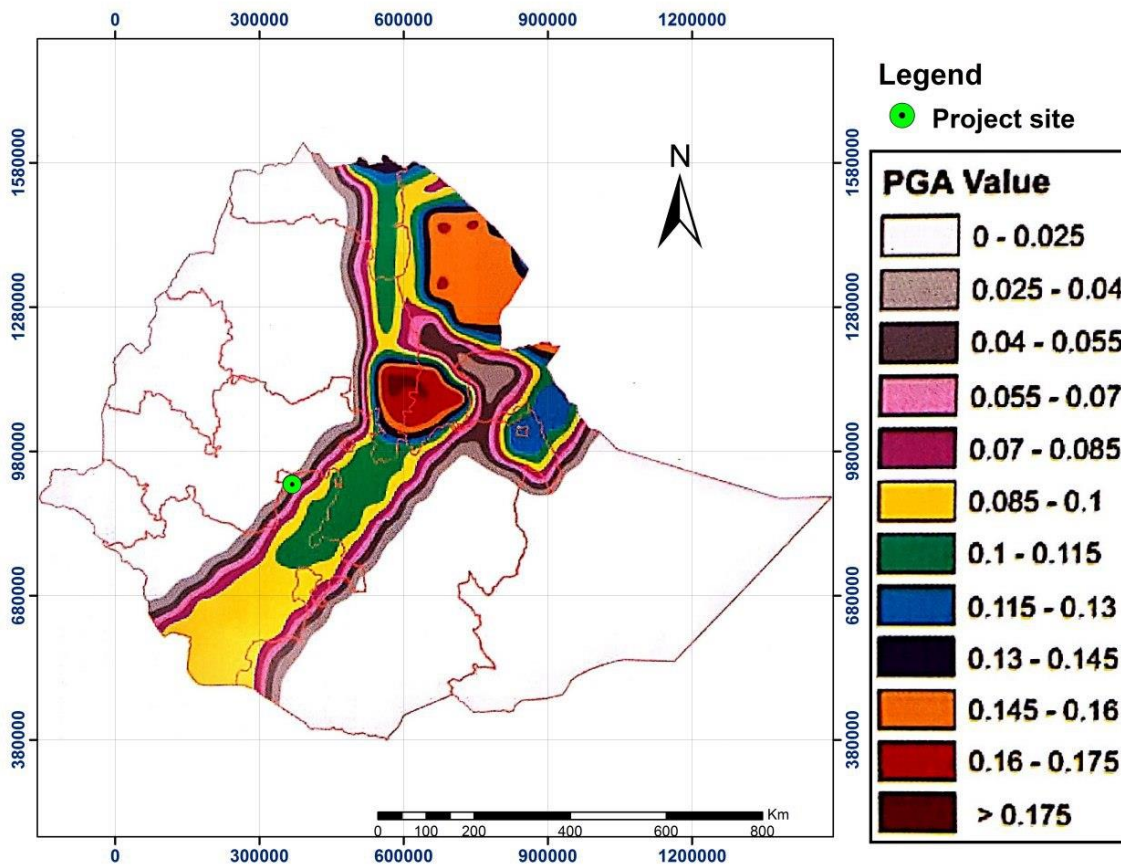 0 300000 600000 900000 1200000
Legend
Project site
N
PGA Value
0 - 0.025
0.025 - 0.04
0.04 - 0.055
0.055 - 0.07
0.07 - 0.085
0.085 - 0.1
0.1 - 0.115
0.115 - 0.13
0.13 - 0.145
0.145 - 0.16
0.16 - 0.175
> 0.175
1580000 1580000
1280000 1280000
980000 980000
680000 680000
380000 380000
Km
0 100 200 400 600 800
0 300000 600000 900000 1200000